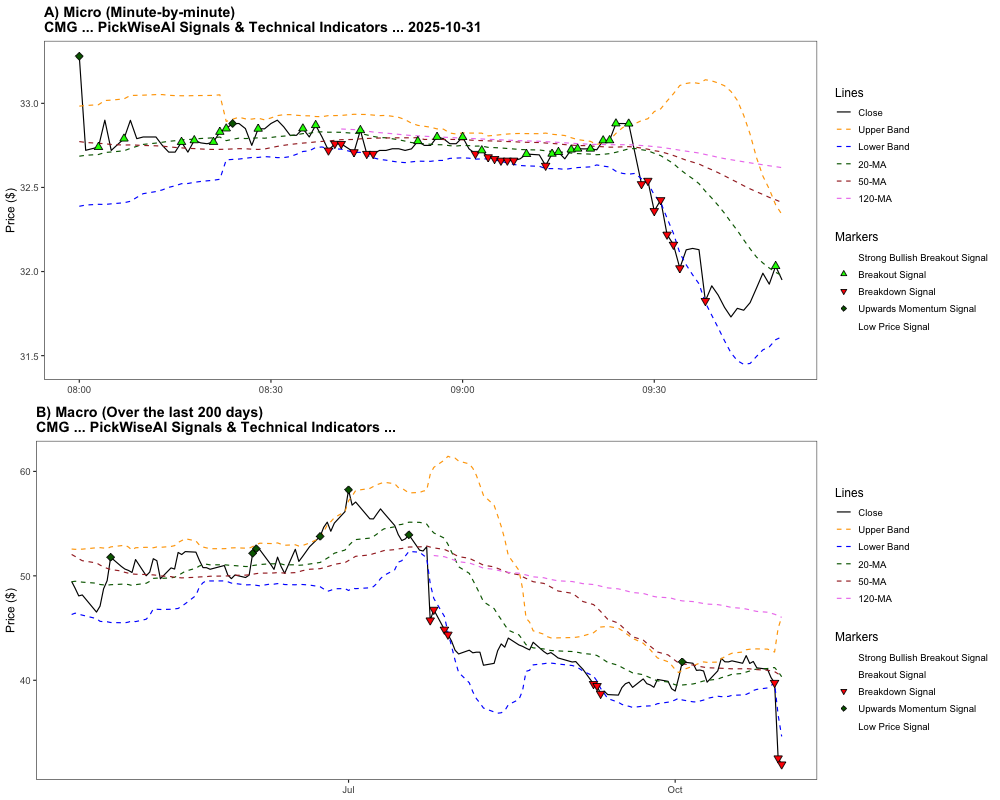 A) Micro (Minute-by-minute)
CMG ... PickWiseAI Signals & Technical Indicators ... 2025-10-31
Price ($)
33.0
32.5
32.0
31.5
08:00
08:30
09:00
09:30
Lines
Close
Upper Band
Lower Band
20-MA
50-MA
120-MA
Markers
Strong Bullish Breakout Signal
Breakout Signal
Breakdown Signal
Upwards Momentum Signal
Low Price Signal
B) Macro (Over the last 200 days)
CMG ... PickWiseAI Signals & Technical Indicators ...
Price ($)
60
50
40
Jul
Oct
Lines
Close
Upper Band
Lower Band
20-MA
50-MA
120-MA
Markers
Strong Bullish Breakout Signal
Breakout Signal
Breakdown Signal
Upwards Momentum Signal
Low Price Signal